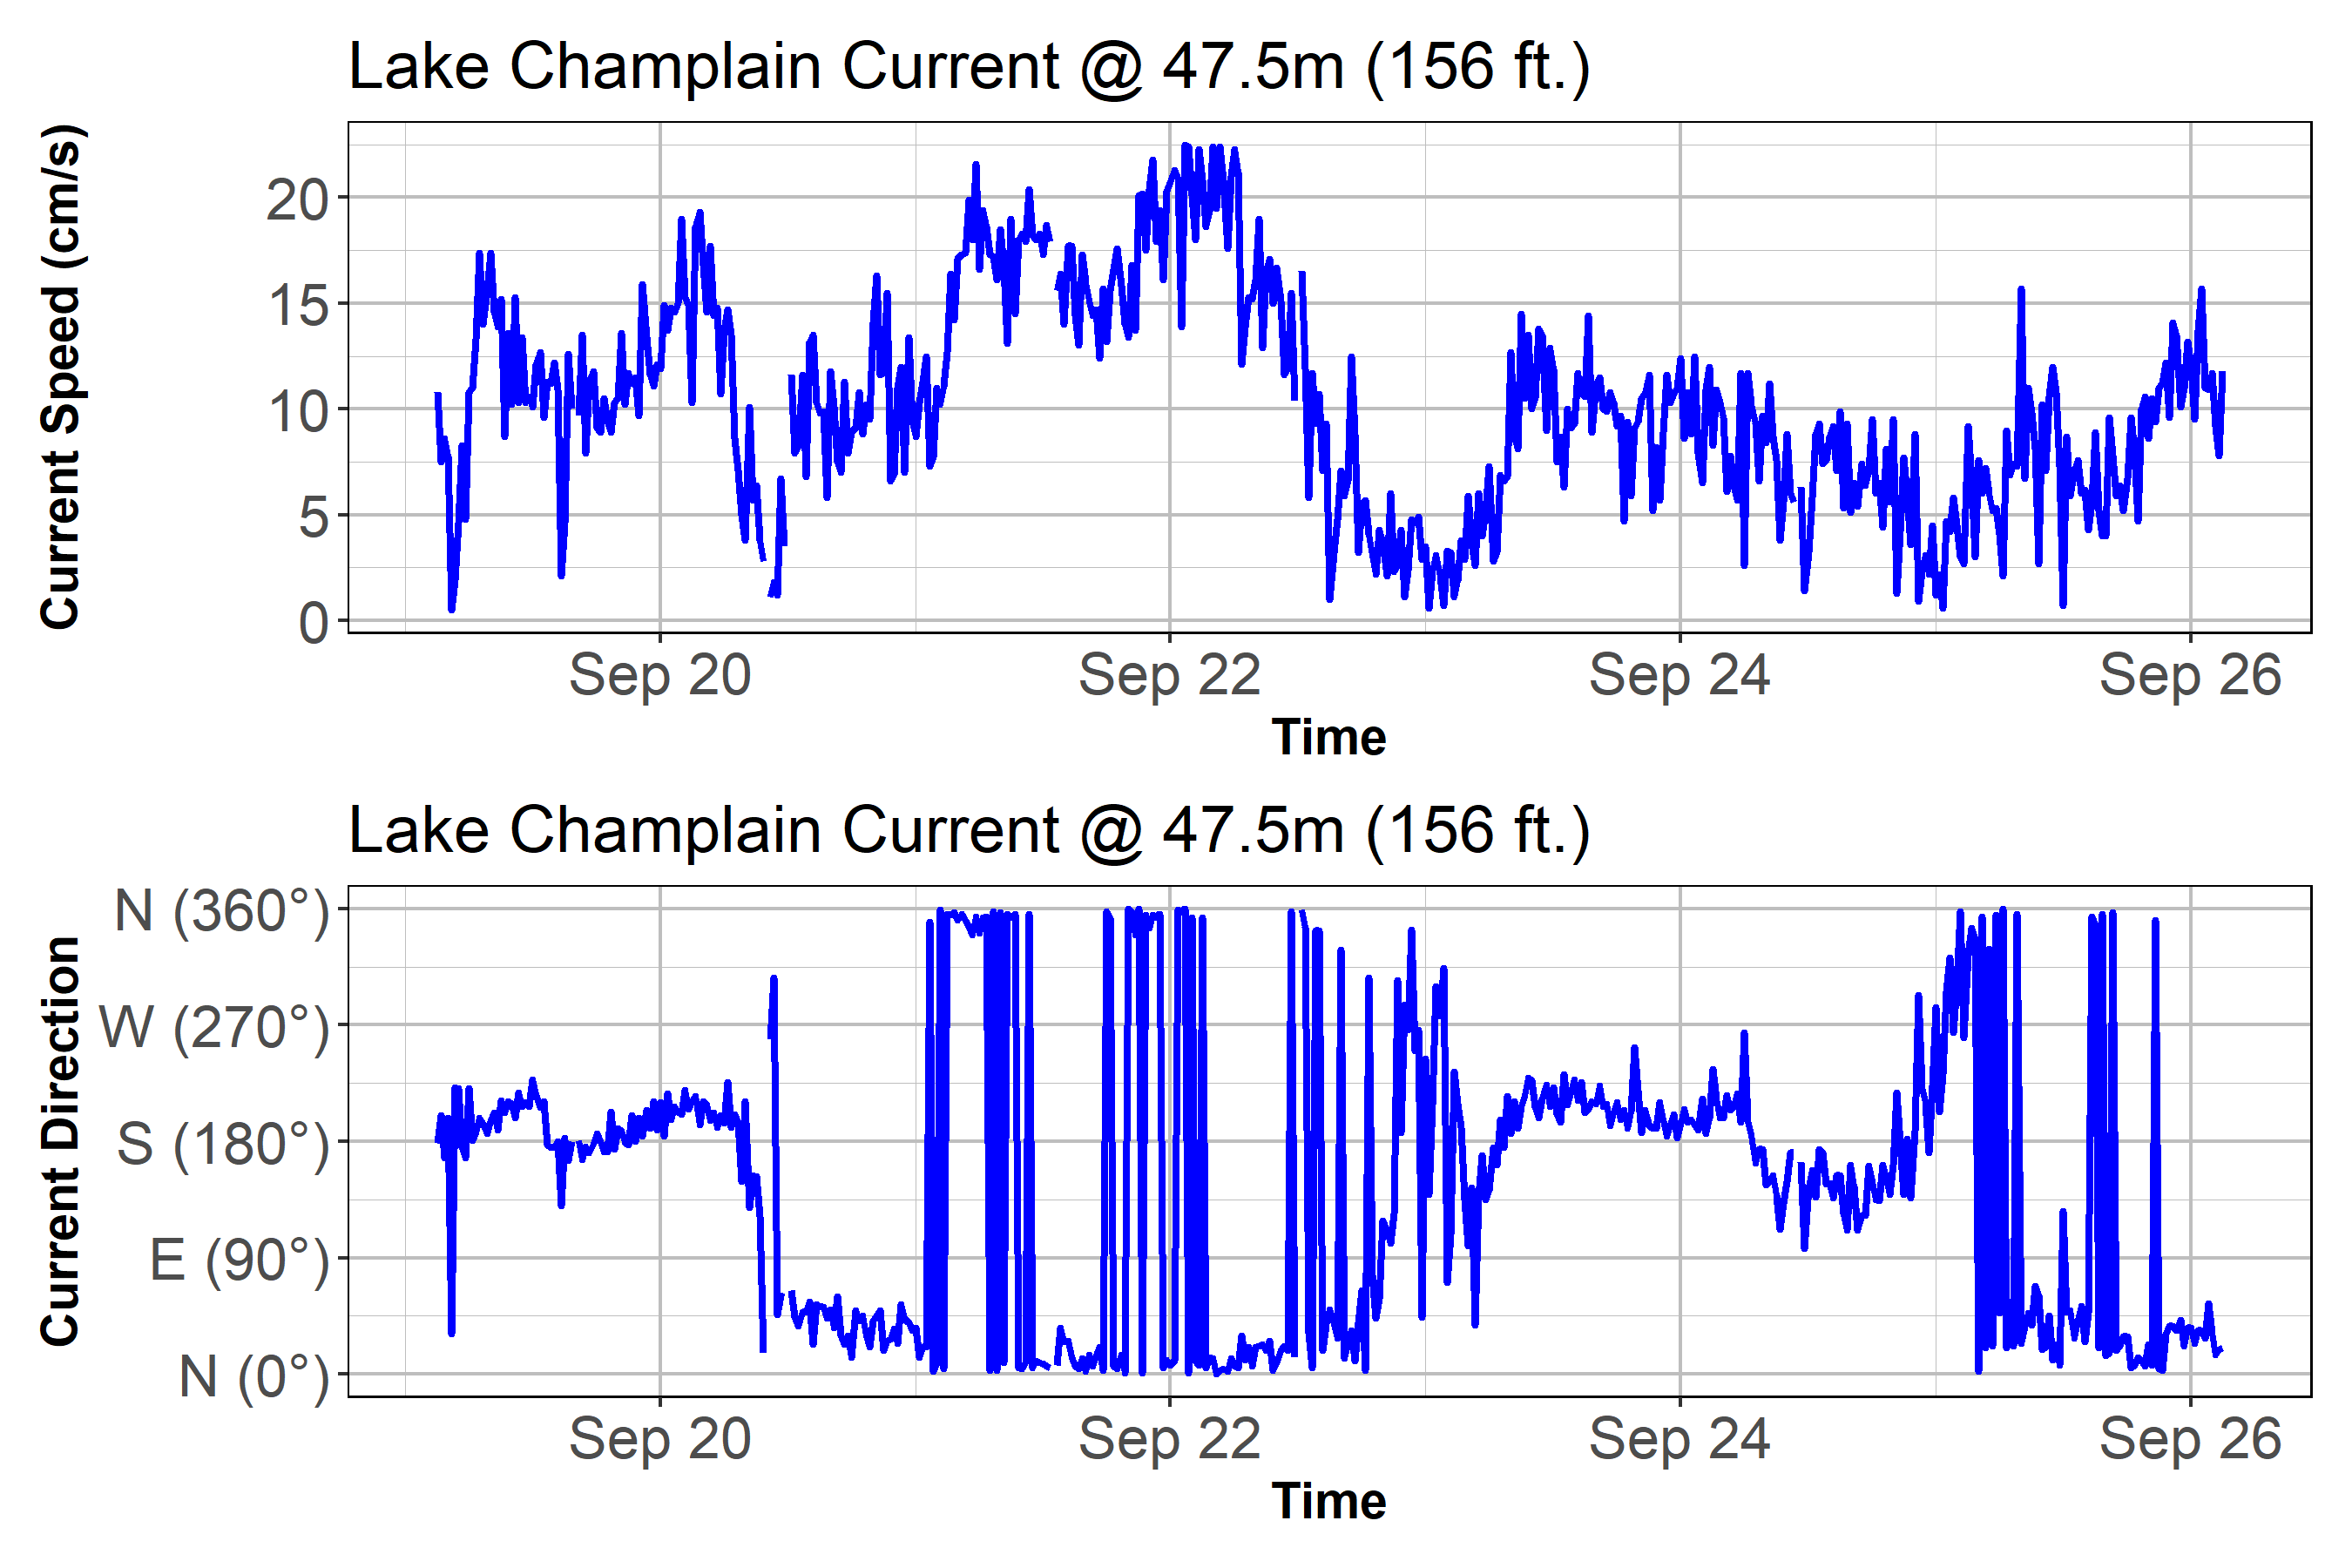 Lake Champlain Current @ 47.5m (156 ft.)
Current Speed (cm/s)
20
15
10
5
0
Sep 20 Sep 22 Sep 24 Sep 26
Time
Lake Champlain Current @ 47.5m (156 ft.)
Current Direction
N (360°)
W (270°)
S (180°)
E (90°)
N (0°)
Sep 20 Sep 22 Sep 24 Sep 26
Time